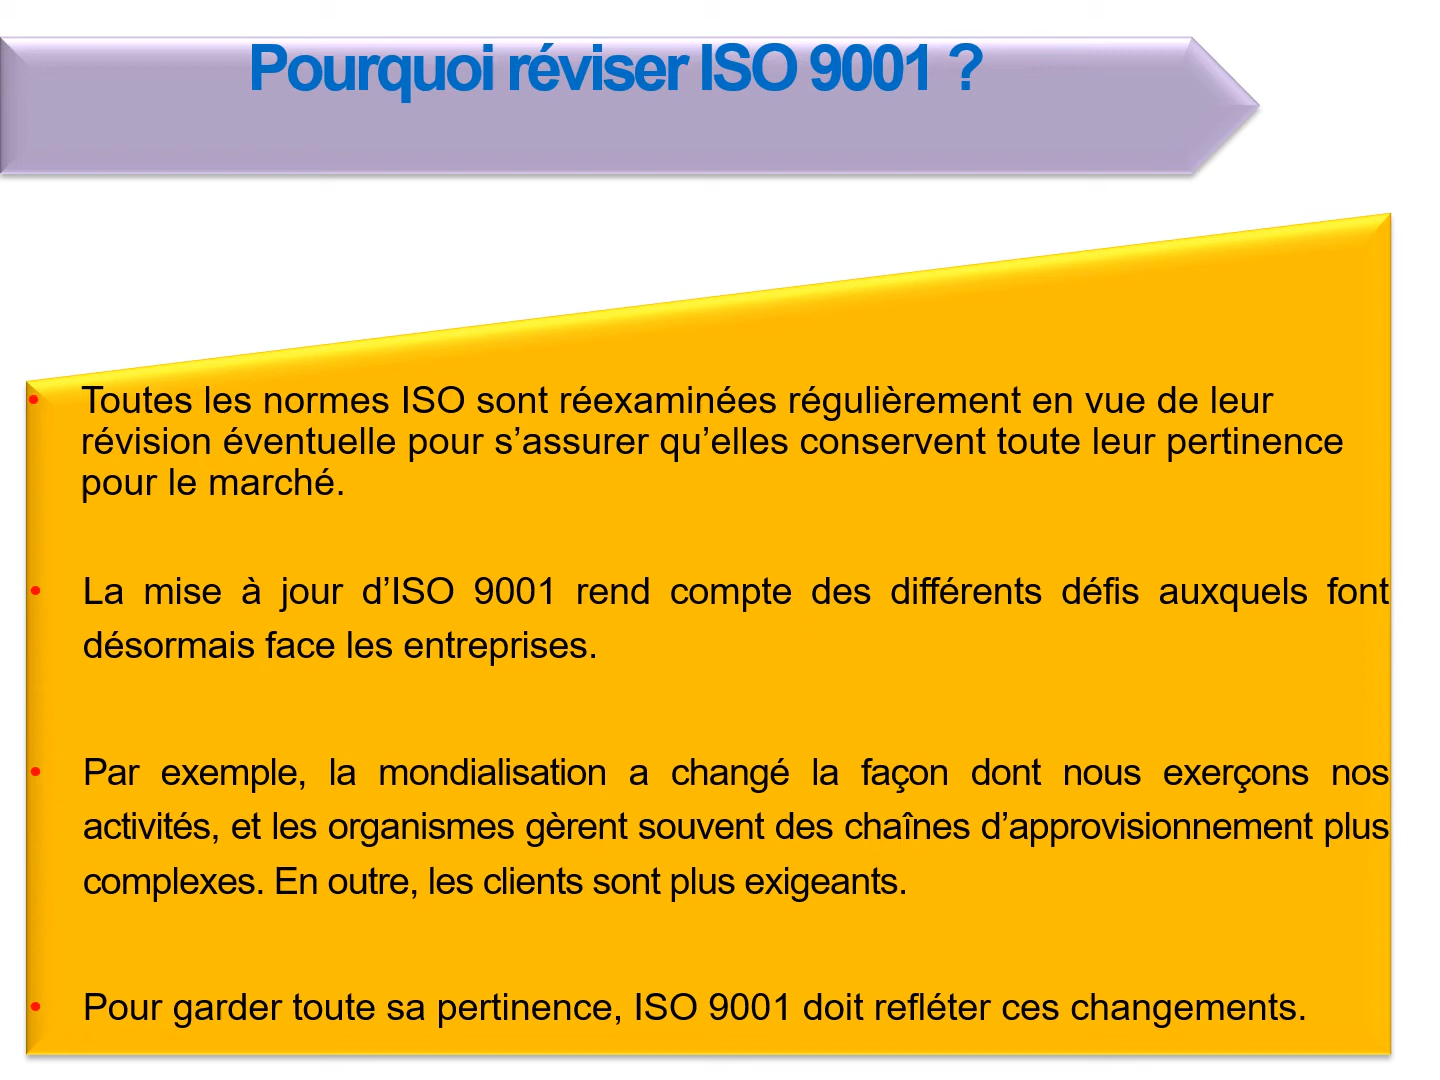 Pourquoi réviser ISO 9001 ?
• Toutes les normes ISO sont réexaminées régulièrement en vue de leur
révision éventuelle pour s’assurer qu’elles conservent toute leur pertinence
pour le marché.
• La mise à jour d’ISO 9001 rend compte des différents défis auxquels font
désormais face les entreprises.
• Par exemple, la mondialisation a changé la façon dont nous exerçons nos
activités, et les organismes gèrent souvent des chaînes d’approvisionnement plus
complexes. En outre, les clients sont plus exigeants.
• Pour garder toute sa pertinence, ISO 9001 doit refléter ces changements.